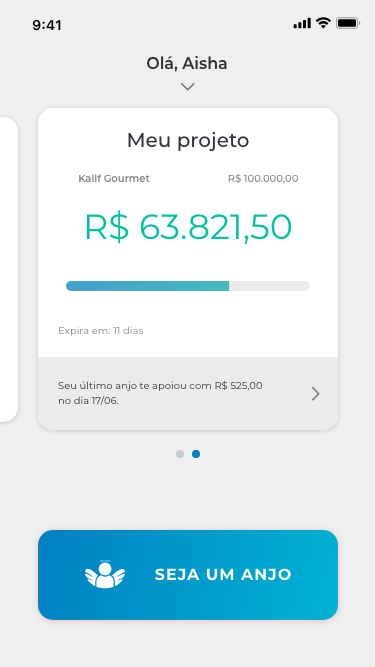 9:41
Olá, Aisha
Meu projeto
Kalif Gourmet R$ 100.000,00
R$ 63.821,50
Expira em: 11 dias
Seu último anjo te apoiou com R$ 525,00
no dia 17/06.
SEJA UM ANJO